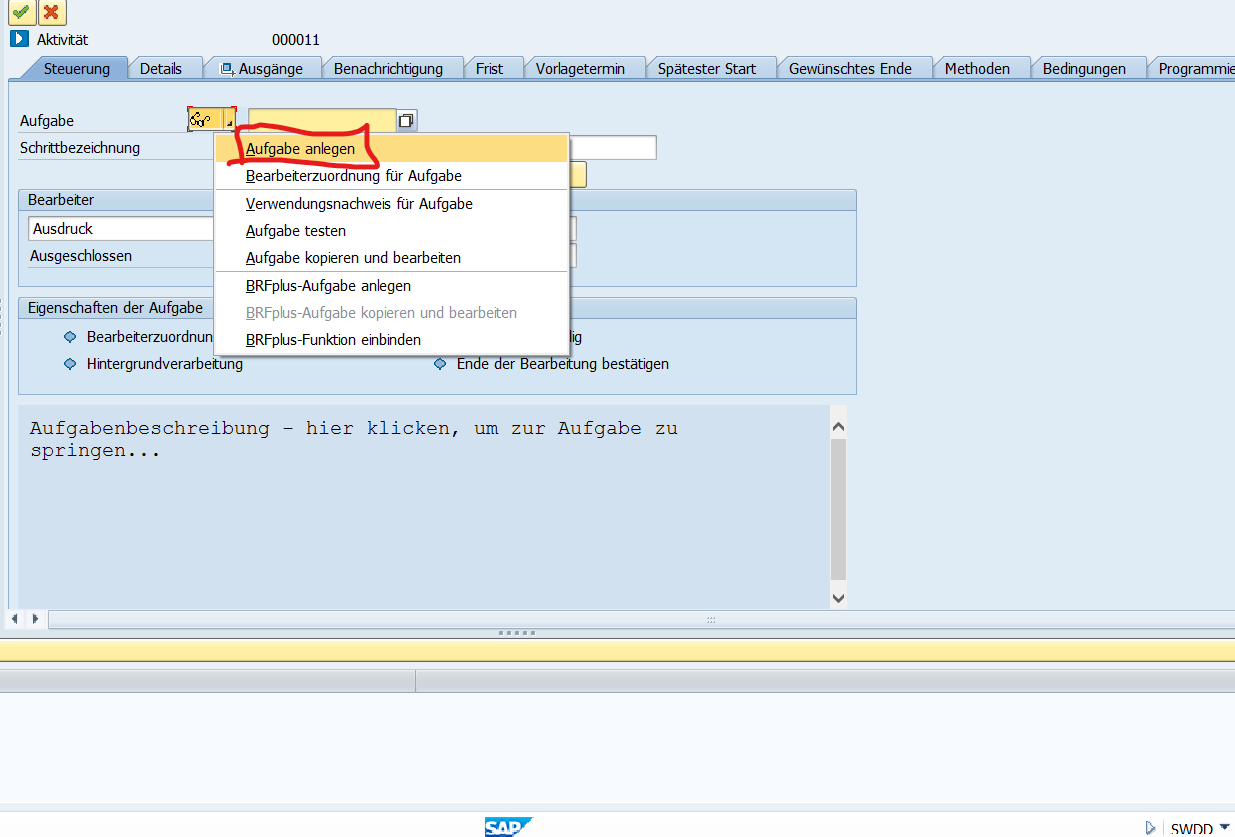 Aktivität 000011
Steuerung Details Ausgänge Benachrichtigung Frist Vorlagetermin Spätester Start Gewünschtes Ende Methoden Bedingungen Programmie
Aufgabe
Schrittbezeichnung
Aufgabe anlegen
Bearbeiterzuordnung für Aufgabe
Verwendungsnachweis für Aufgabe
Aufgabe testen
Aufgabe kopieren und bearbeiten
BRFplus-Aufgabe anlegen
BRFplus-Aufgabe kopieren und bearbeiten
BRFplus-Funktion einbinden
Bearbeiter
Ausdruck
Ausgeschlossen
Eigenschaften der Aufgabe
Bearbeiterzuordnun dig
Hintergrundverarbeitung Ende der Bearbeitung bestätigen
Aufgabenbeschreibung - hier klicken, um zur Aufgabe zu
springen...
SAP SWDD